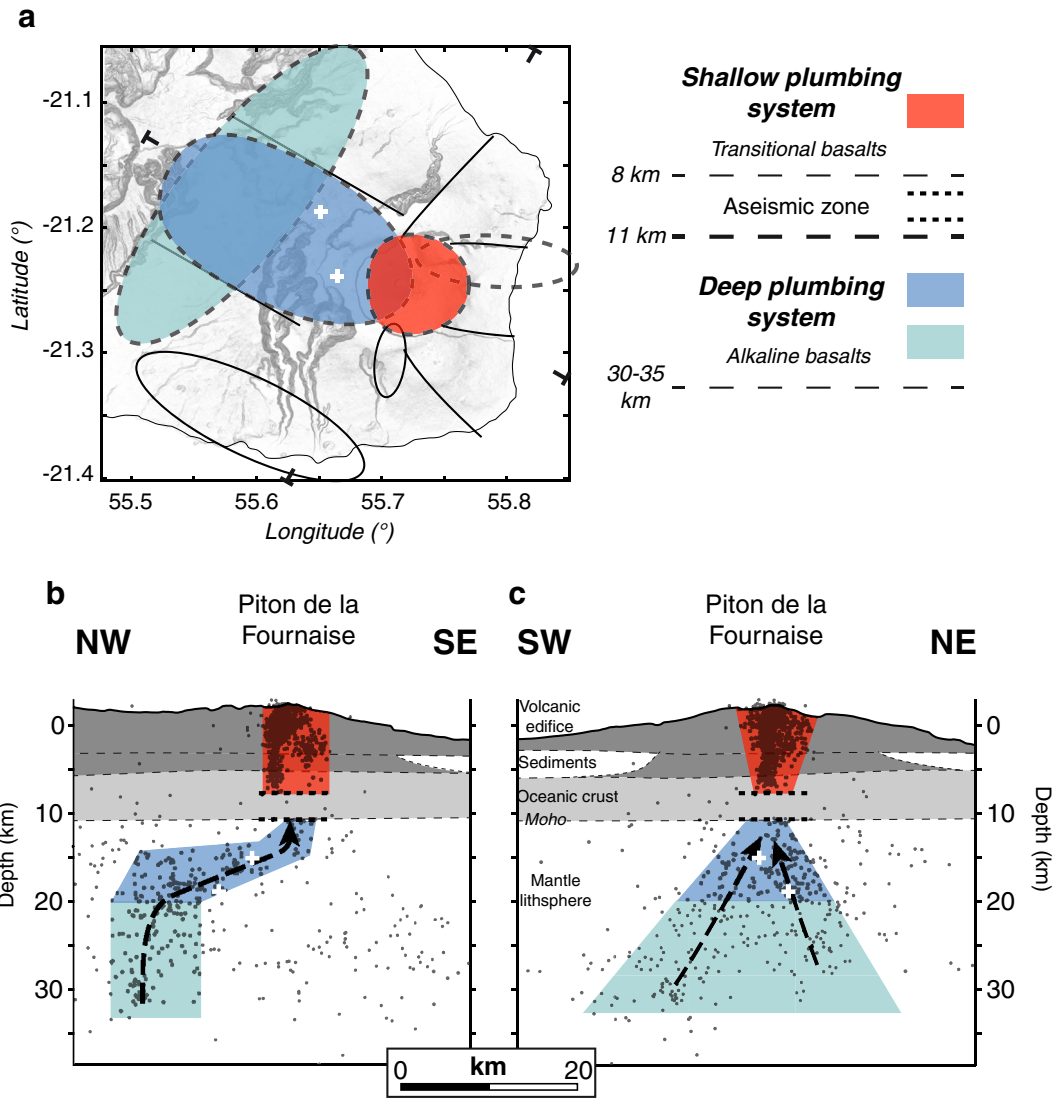 a
-21.1
-21.2
-21.3
-21.4
Latitude (°)
55.5 55.6 55.7 55.8
Longitude (°)
Shallow plumbing
system
Transitional basalts
8 km
Aseismic zone
11 km
Deep plumbing
system
Alkaline basalts
30-35
km
b
Piton de la
Fournaise
NW SE
0
10
20
30
Depth (km)
c
Piton de la
Fournaise
SW NE
Volcanic
edifice
Sediments
Oceanic crust
Moho
Mantle
lithsphere
0
10
20
30
Depth (km)
0 km 20